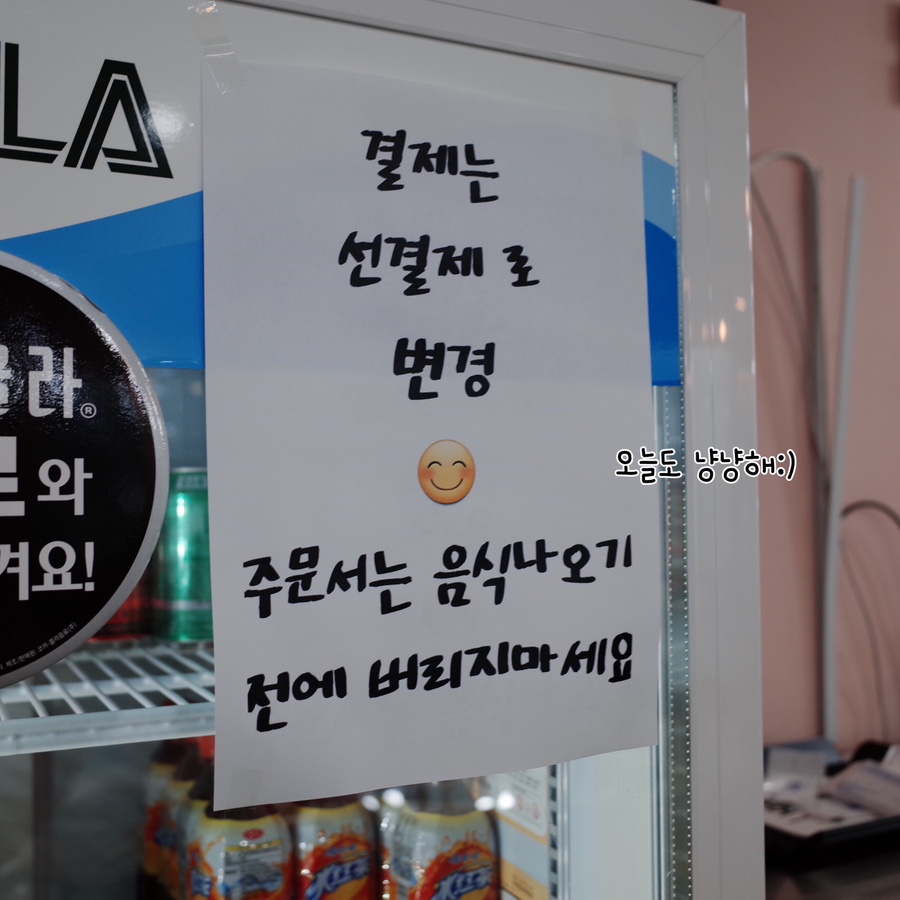 LA
라®
와
겨요!
결제는
선결제 로
변경
오늘도 냥냥해:)
주문서는 음식나오기
전에 버리지마세요